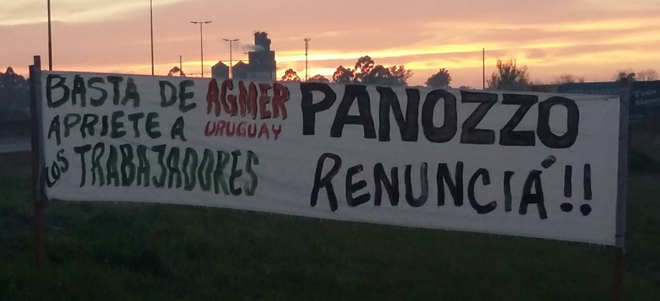 BASTA DE
APRIETE A
LOS TRABAJADORES
AGMER
URUGUAY
PANOZZO
RENUNCIÁ!!